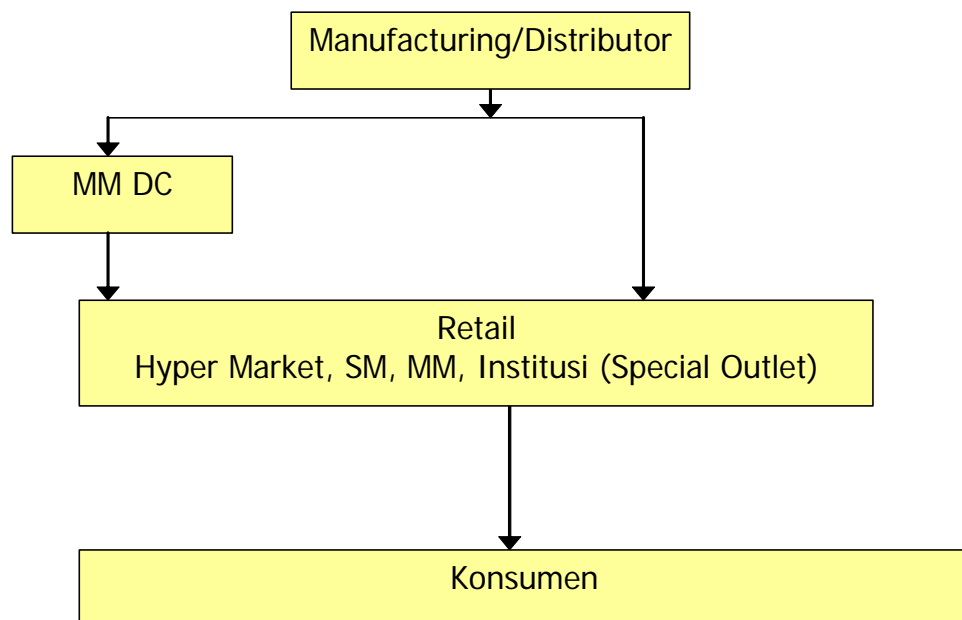 Manufacturing/Distributor
MM DC
Retail
Hyper Market, SM, MM, Institusi (Special Outlet)
Konsumen